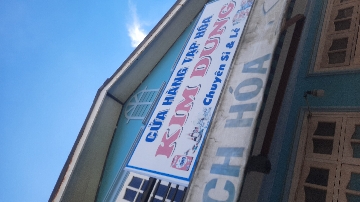 CỬA HÀNG TẠP HÓA
KIM DUNG
Chuyên Sỉ & Lẻ
CH HÓA